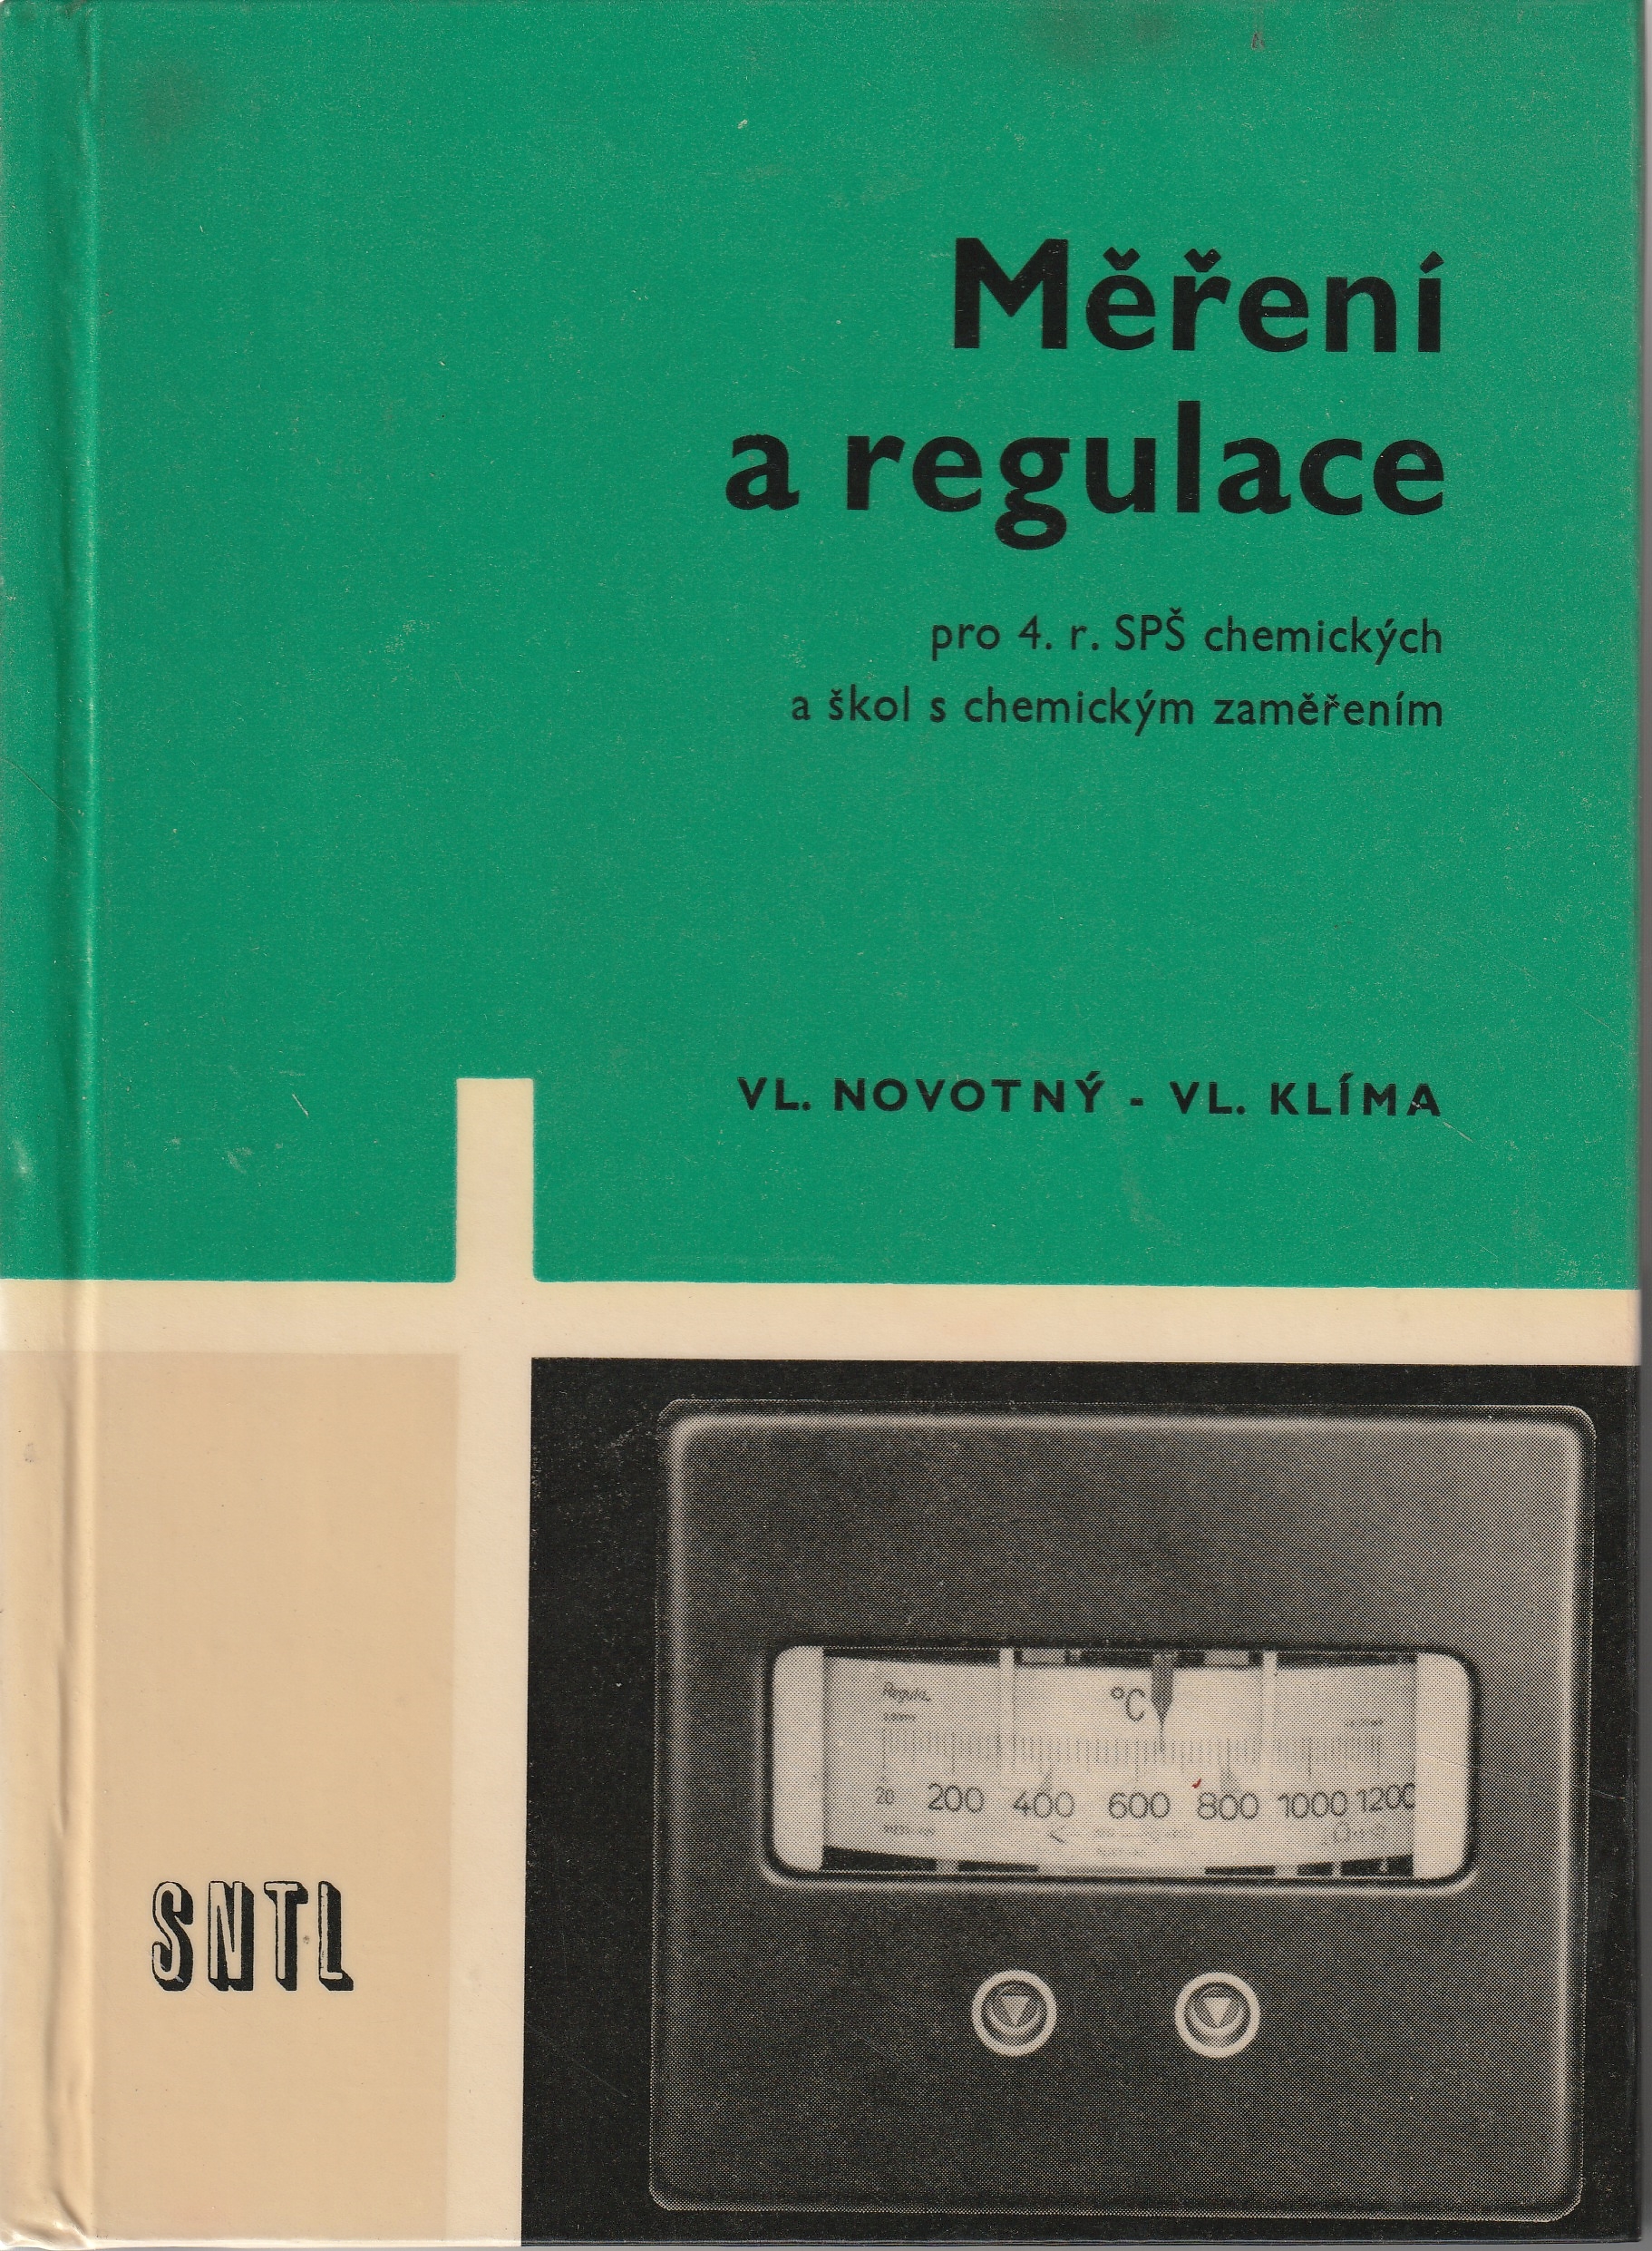 Měření
a regulace
pro 4. r. SPŠ chemických
a škol s chemickým zaměřením
VL. NOVOTNÝ - VL. KLÍMA
°C
20 200 400 600 800 1000 1200
SNTL